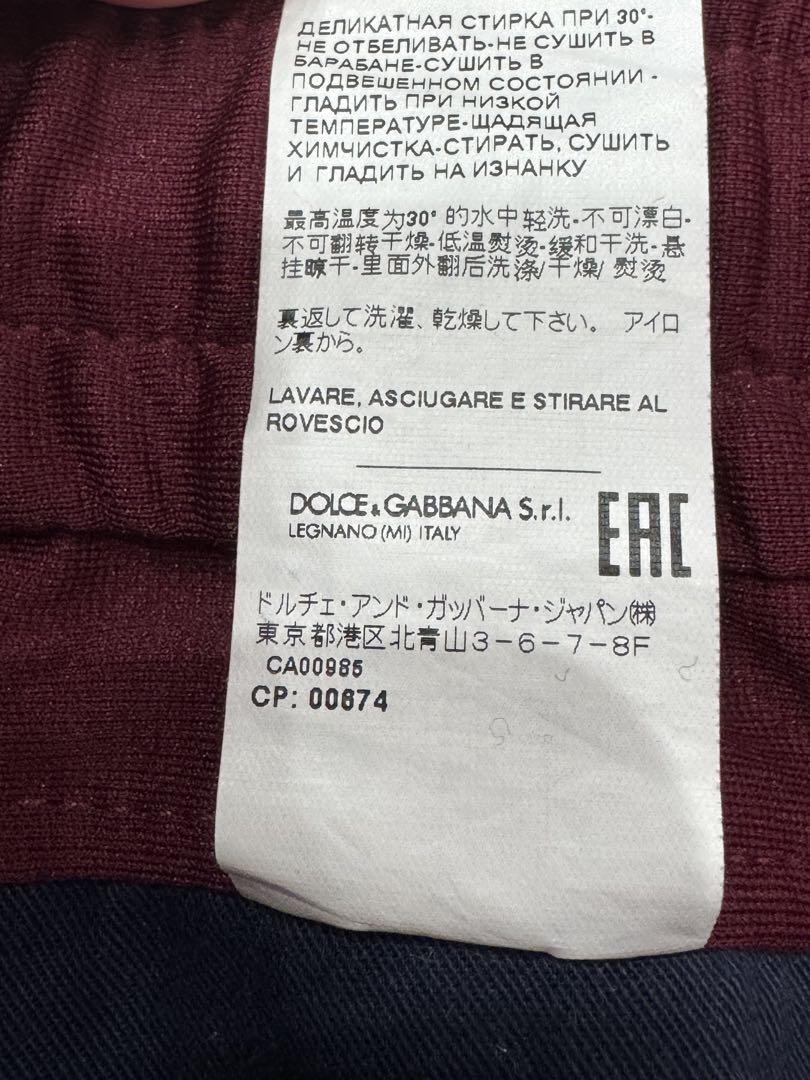 ДЕЛИКАТНАЯ СТИРКА ПРИ 30°-
НЕ ОТБЕЛИВАТЬ-НЕ СУШИТЬ В
БАРАБАНЕ-СУШИТЬ В
ПОДВЕШЕННОМ СОСТОЯНИИ -
ГЛАДИТЬ ПРИ НИЗКОЙ
ТЕМПЕРАТУРЕ-ЩАДЯЩАЯ
ХИМЧИСТКА-СТИРАТЬ, СУШИТЬ
И ГЛАДИТЬ НА ИЗНАНКУ
最高温度为30° 的水中轻洗-不可漂白-
不可翻转干燥-低温熨烫-缓和干洗-悬
挂晾干-里面外翻后洗涤/干燥/ 熨烫
裏返して洗濯、乾燥して下さい。 アイロ
ン裏から。
LAVARE, ASCIUGARE E STIRARE AL
ROVESCIO
DOLCE & GABBANA S.r.l.
LEGNANO (MI) ITALY
EAC
ドルチェ・アンド・ガッバーナ・ジャパン㈱
東京都港区北青山3－6－7－8F
CA00985
CP: 00674